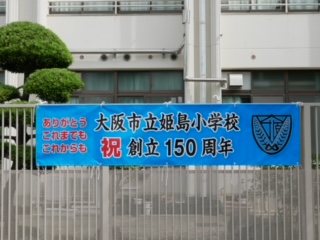 ありがとう
これまでも
これからも
大阪市立姫島小学校
祝 創立150周年